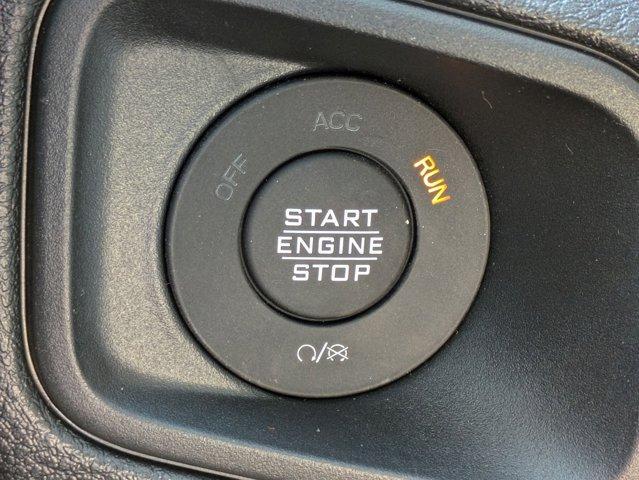 ACC
OFF
RUN
START
ENGINE
STOP